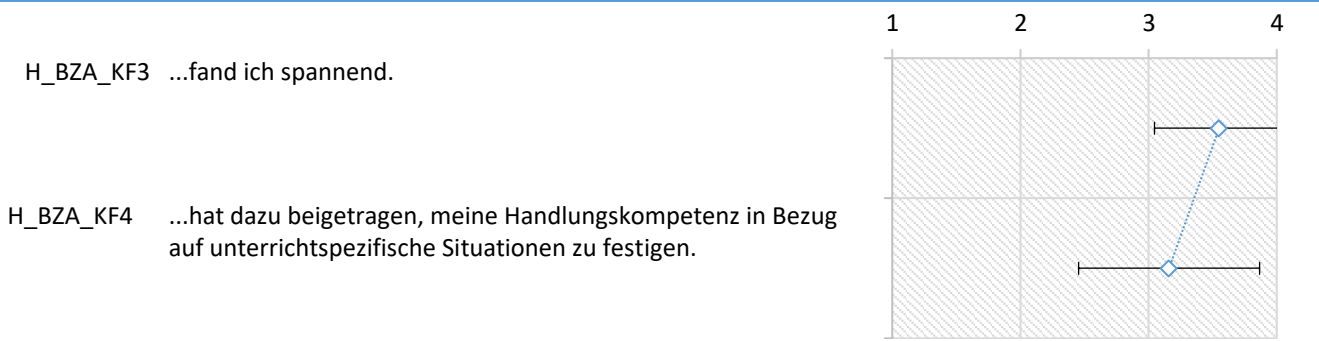 1 2 3 4
H_BZA_KF3 ...fand ich spannend.
H_BZA_KF4 ...hat dazu beigetragen, meine Handlungskompetenz in Bezug
auf unterrichtspezifische Situationen zu festigen.